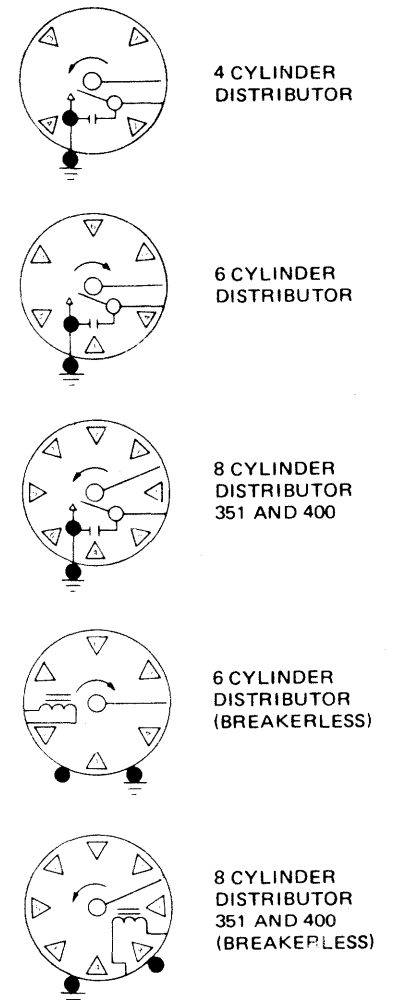 4 CYLINDER
DISTRIBUTOR
6 CYLINDER
DISTRIBUTOR
8 CYLINDER
DISTRIBUTOR
351 AND 400
6 CYLINDER
DISTRIBUTOR
(BREAKERLESS)
8 CYLINDER
DISTRIBUTOR
351 AND 400
(BREAKERLESS)